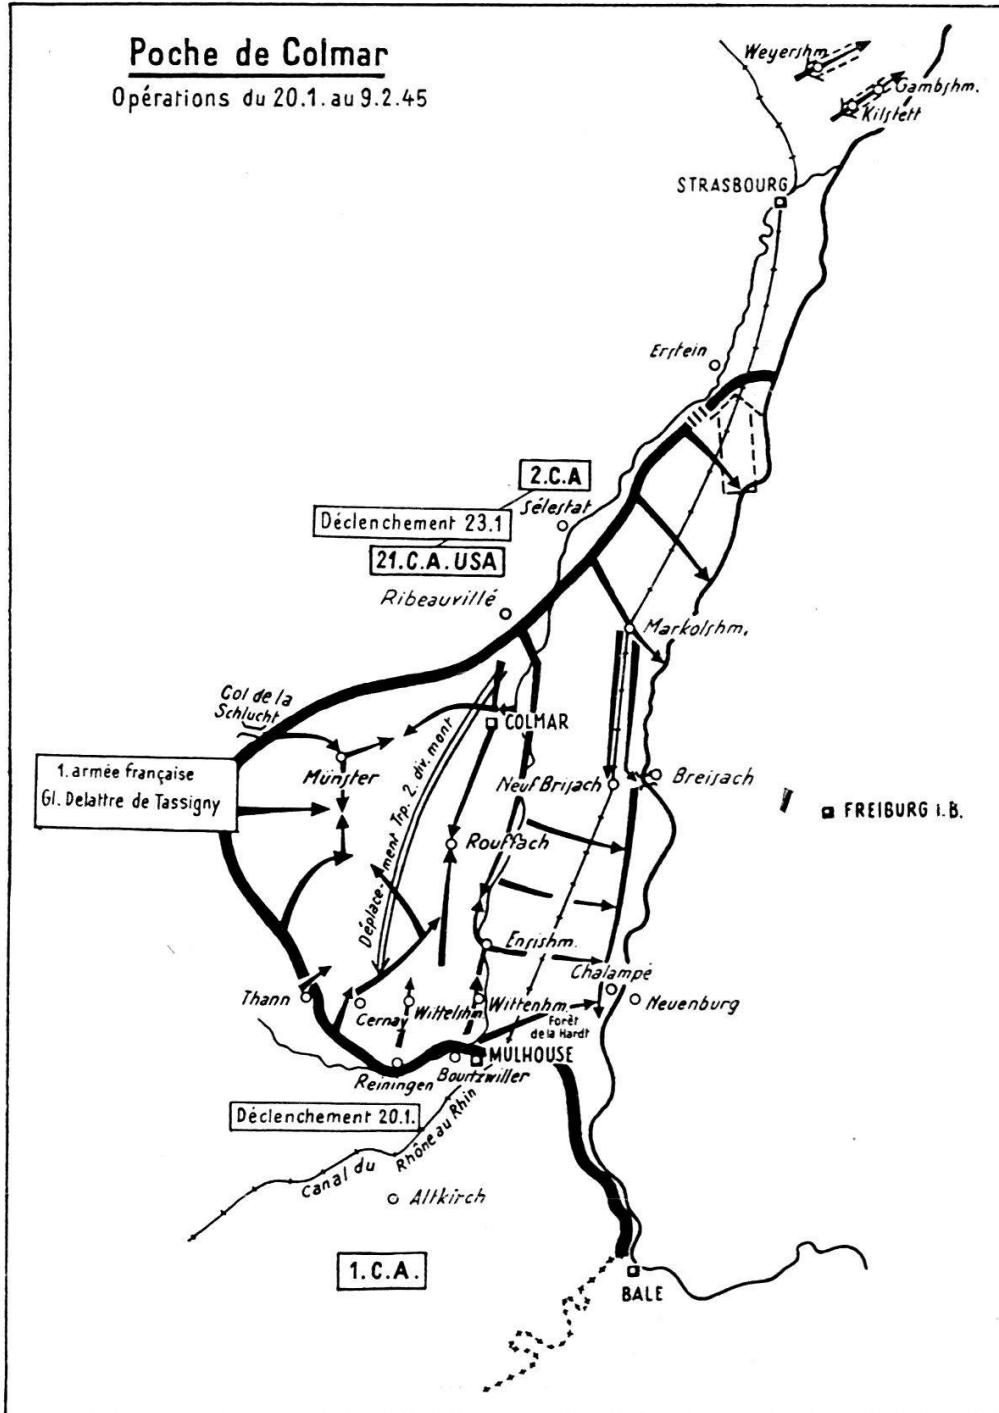 Poche de Colmar
Opérations du 20.1. au 9.2.45
Weyershm.
Gambshm.
Kilstett
STRASBOURG
Erstein
2.C.A
Sélestat
Déclenchement 23.1
21.C.A. USA
Ribeauvillé
Markolshm.
Col de la
Schlucht
COLMAR
1. armée française
Gl. Delattre de Tassigny
Münster
Neuf Brisach
Breisach
FREIBURG i.B.
Rouffach
Déplace-ment Trp. 2. div. mont
Ensishm.
Chalampé
Thann
Cernay
Wittelshm.
Wittenhm.
Neuenburg
Forêt
de la Hardt
MULHOUSE
Reiningen
Bourtzwiller
Déclenchement 20.1.
Canal du Rhône au Rhin
Altkirch
1. C.A.
BALE